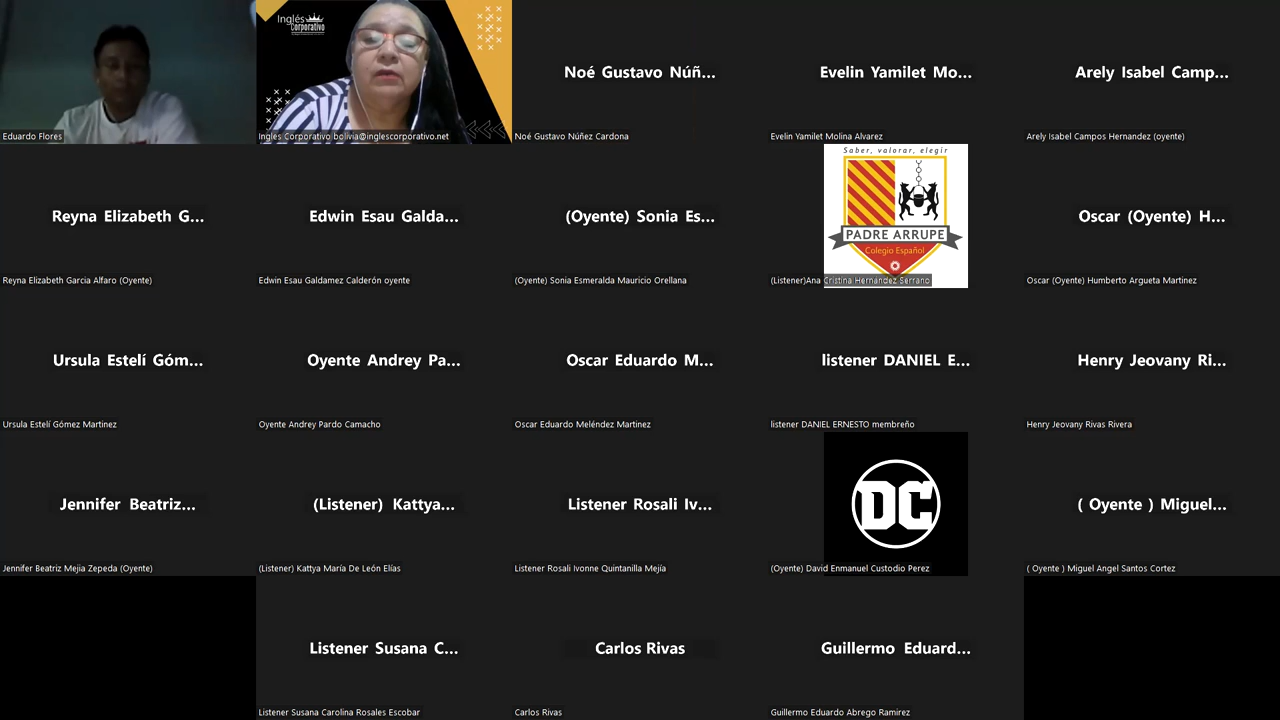 Eduardo Flores
Inglés
Corporativo
Inglés Corporativo bolivia@inglescorporativo.net
Noé Gustavo Núñ...
Noé Gustavo Núñez Cardona
Evelin Yamilet Mo...
Evelin Yamilet Molina Alvarez
Arely Isabel Camp...
Arely Isabel Campos Hernandez (oyente)
Reyna Elizabeth G...
Reyna Elizabeth Garcia Alfaro (Oyente)
Edwin Esau Galda...
Edwin Esau Galdamez Calderón oyente
(Oyente) Sonia Es...
(Oyente) Sonia Esmeralda Mauricio Orellana
Saber, valorar, elegir
PADRE ARRUPE
Colegio Español
(Listener)Ana Cristina Hernández Serrano
Oscar (Oyente) H...
Oscar (Oyente) Humberto Argueta Martinez
Ursula Estelí Góm...
Ursula Estelí Gómez Martinez
Oyente Andrey Pa...
Oyente Andrey Pardo Camacho
Oscar Eduardo M...
Oscar Eduardo Meléndez Martinez
listener DANIEL E...
listener DANIEL ERNESTO membreño
Henry Jeovany Ri...
Henry Jeovany Rivas Rivera
Jennifer Beatriz...
Jennifer Beatriz Mejia Zepeda (Oyente)
(Listener) Kattya...
(Listener) Kattya María De León Elías
Listener Rosali Iv...
Listener Rosali Ivonne Quintanilla Mejía
DC
(Oyente) David Enmanuel Custodio Perez
( Oyente ) Miguel...
( Oyente ) Miguel Angel Santos Cortez
Listener Susana C...
Listener Susana Carolina Rosales Escobar
Carlos Rivas
Carlos Rivas
Guillermo Eduard...
Guillermo Eduardo Abrego Ramirez